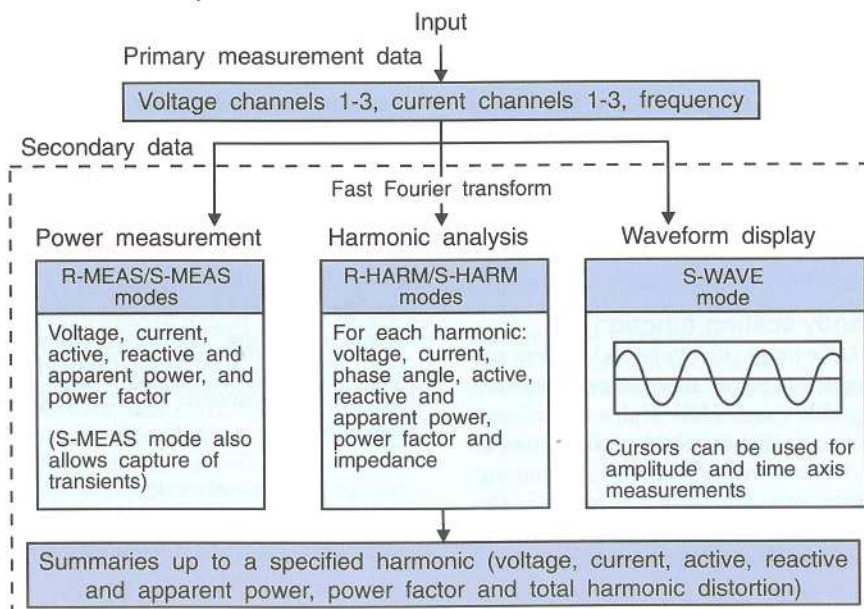 Input
Primary measurement data
Voltage channels 1-3, current channels 1-3, frequency
Secondary data
Fast Fourier transform
Power measurement
R-MEAS/S-MEAS
modes
Voltage, current,
active, reactive and
apparent power, and
power factor
(S-MEAS mode also
allows capture of
transients)
Harmonic analysis
R-HARM/S-HARM
modes
For each harmonic:
voltage, current,
phase angle, active,
reactive and
apparent power,
power factor and
impedance
Waveform display
S-WAVE
mode
Cursors can be used for
amplitude and time axis
measurements
Summaries up to a specified harmonic (voltage, current, active, reactive
and apparent power, power factor and total harmonic distortion)